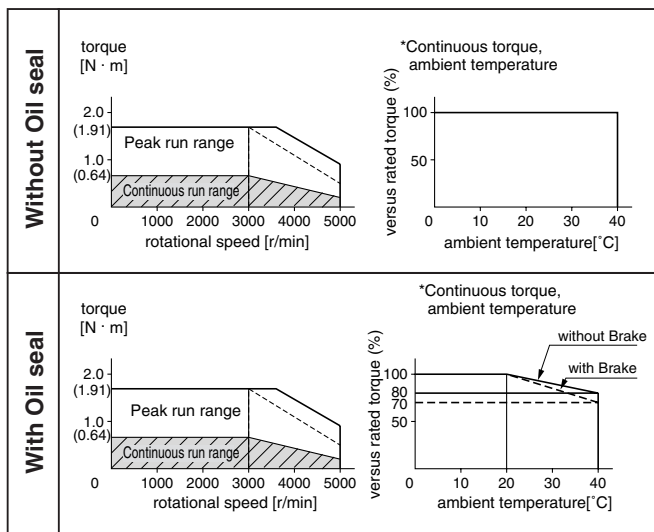 Without Oil seal
torque
[N · m]
2.0
(1.91)
1.0
(0.64)
0
Peak run range
Continuous run range
1000 2000 3000 4000 5000
rotational speed [r/min]
*Continuous torque,
ambient temperature
versus rated torque (%)
100
50
0
10 20 30 40
ambient temperature[˚C]
With Oil seal
torque
[N · m]
2.0
(1.91)
1.0
(0.64)
0
Peak run range
Continuous run range
1000 2000 3000 4000 5000
rotational speed [r/min]
*Continuous torque,
ambient temperature
without Brake
with Brake
versus rated torque (%)
100
80
70
50
0
10 20 30 40
ambient temperature[˚C]